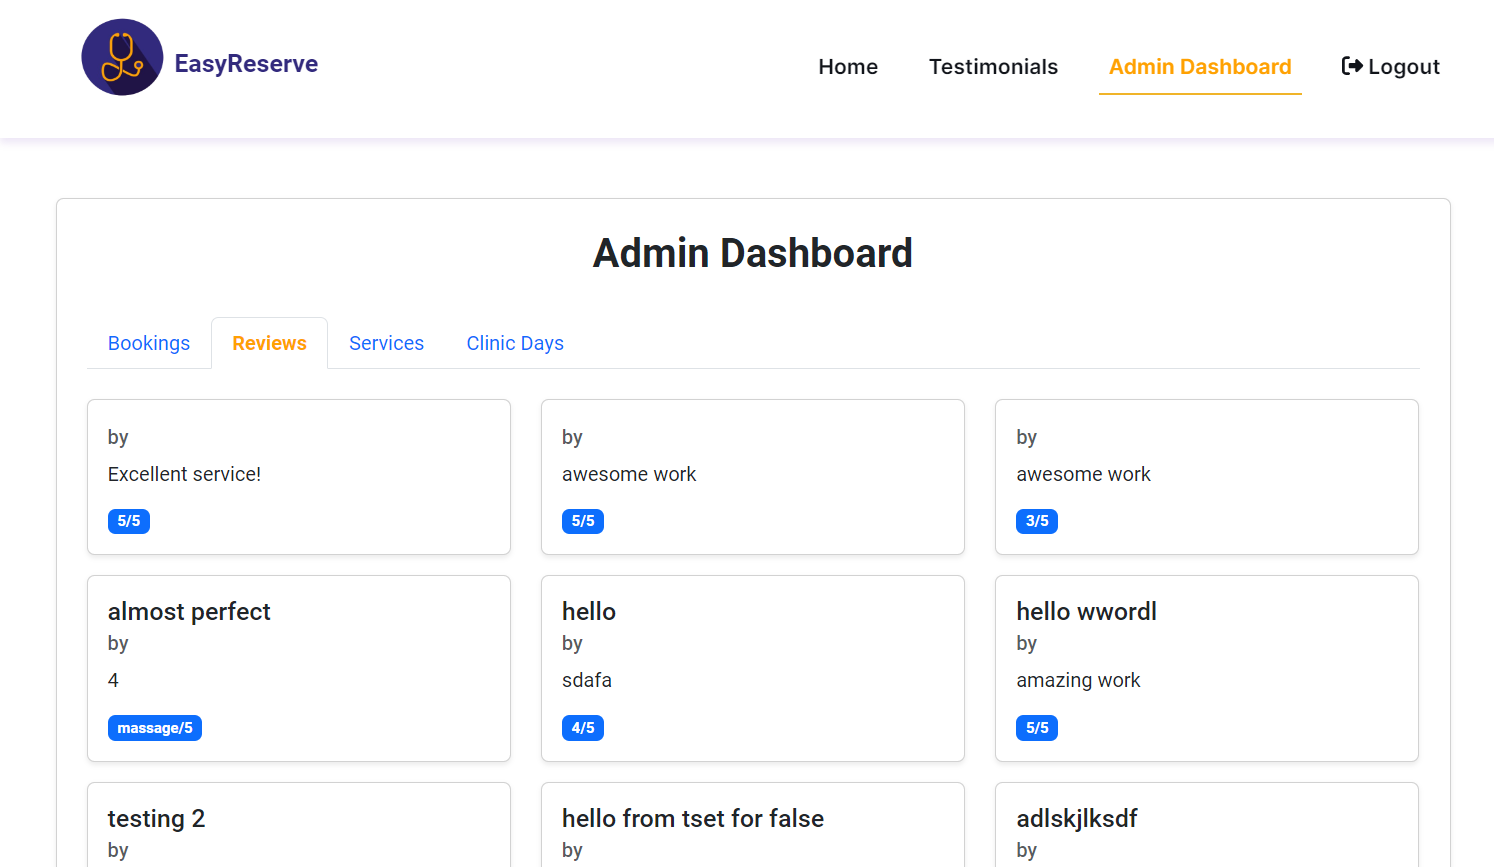 EasyReserve
Home Testimonials Admin Dashboard Logout
Admin Dashboard
Bookings Reviews Services Clinic Days
by
Excellent service!
5/5
by
awesome work
5/5
by
awesome work
3/5
almost perfect
by
4
massage/5
hello
by
sdafa
4/5
hello wwordl
by
amazing work
5/5
testing 2
by
hello from tset for false
by
adlskjlksdf
by